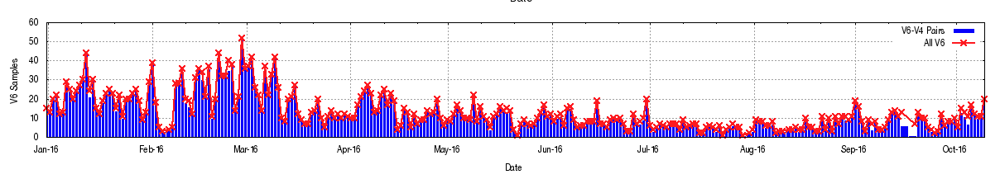 60
50
40
30
20
10
0
V6 Samples
V6-V4 Pairs
All V6
Jan-16 Feb-16 Mar-16 Apr-16 May-16 Jun-16 Jul-16 Aug-16 Sep-16 Oct-16
Date